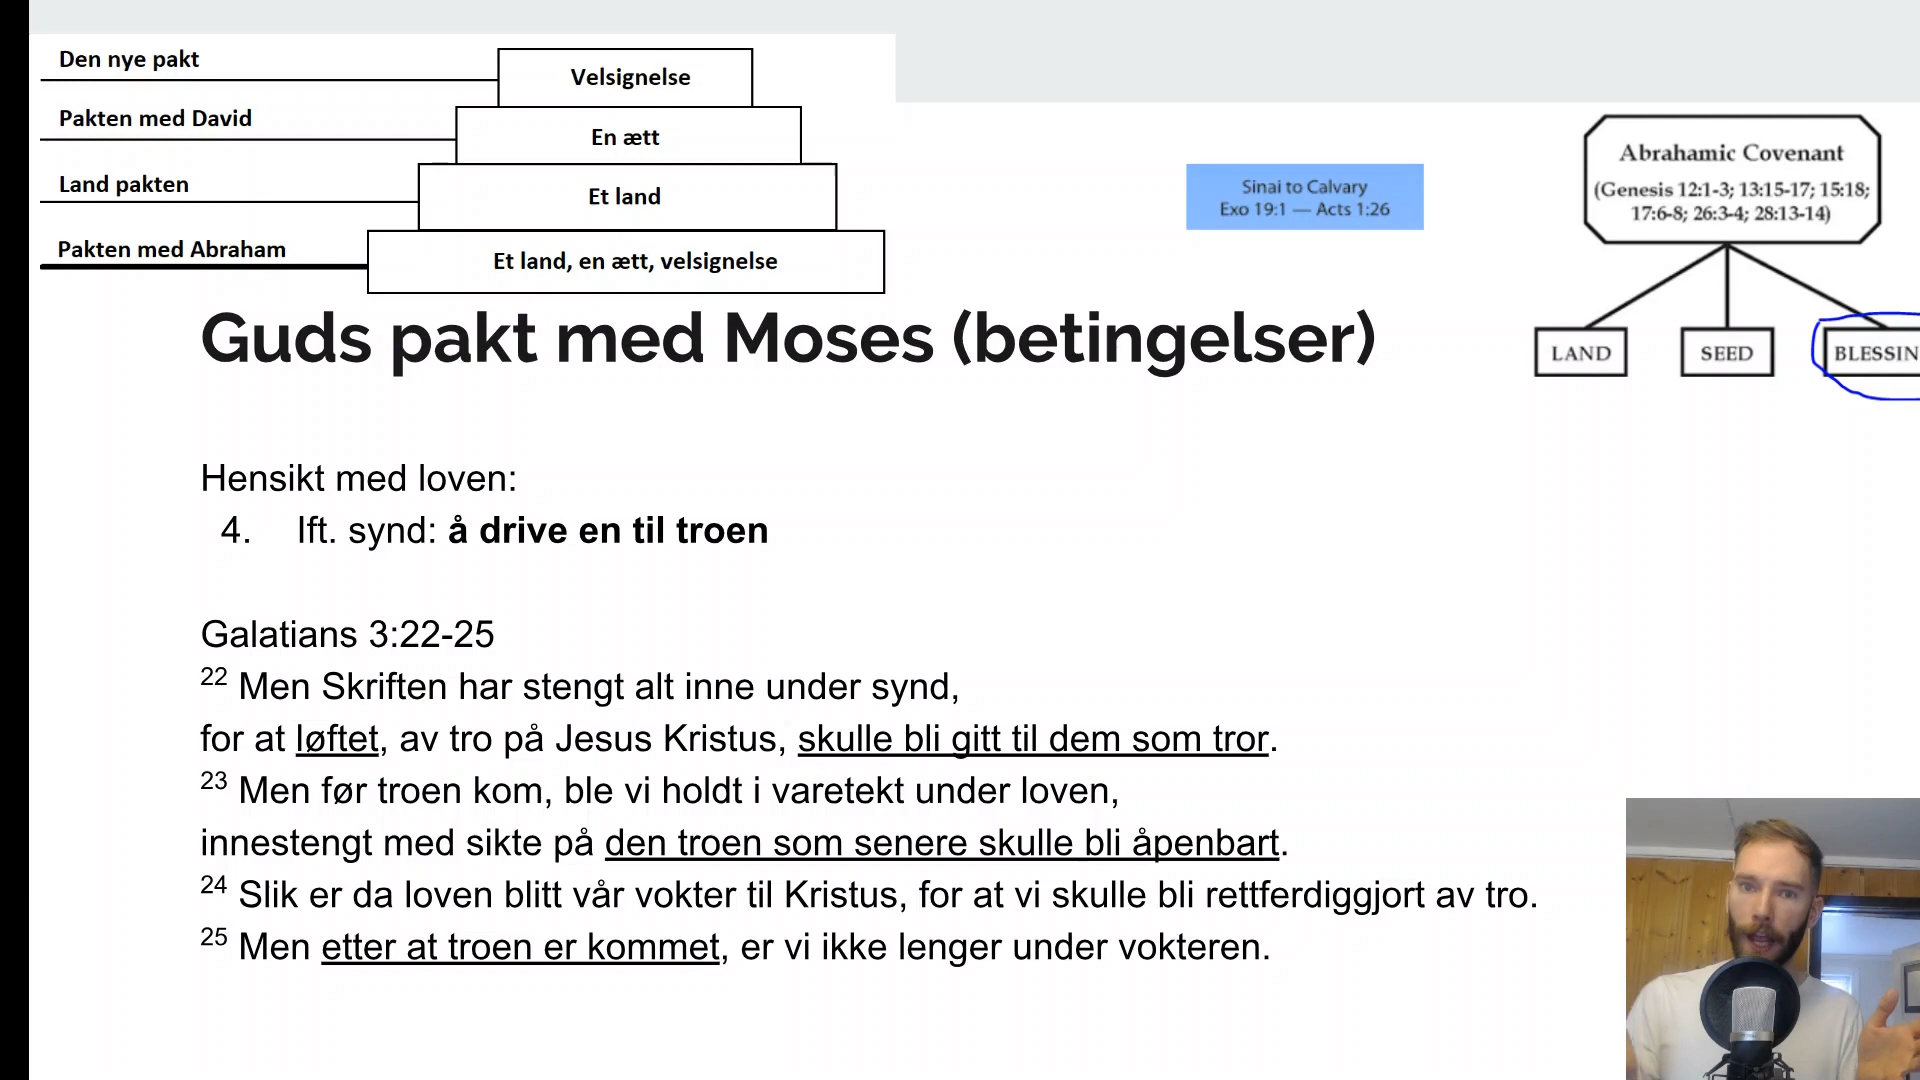 Den nye pakt
Velsignelse
Pakten med David
En ætt
Land pakten
Et land
Pakten med Abraham
Et land, en ætt, velsignelse
Sinai to Calvary
Exo 19:1 — Acts 1:26
Abrahamic Covenant
(Genesis 12:1-3; 13:15-17; 15:18;
17:6-8; 26:3-4; 28:13-14)
LAND
SEED
BLESSIN
Guds pakt med Moses (betingelser)
Hensikt med loven:
4. Ift. synd: å drive en til troen
Galatians 3:22-25
22 Men Skriften har stengt alt inne under synd,
for at løftet, av tro på Jesus Kristus, skulle bli gitt til dem som tror.
23 Men før troen kom, ble vi holdt i varetekt under loven,
innestengt med sikte på den troen som senere skulle bli åpenbart.
24 Slik er da loven blitt vår vokter til Kristus, for at vi skulle bli rettferdiggjort av tro.
25 Men etter at troen er kommet, er vi ikke lenger under vokteren.